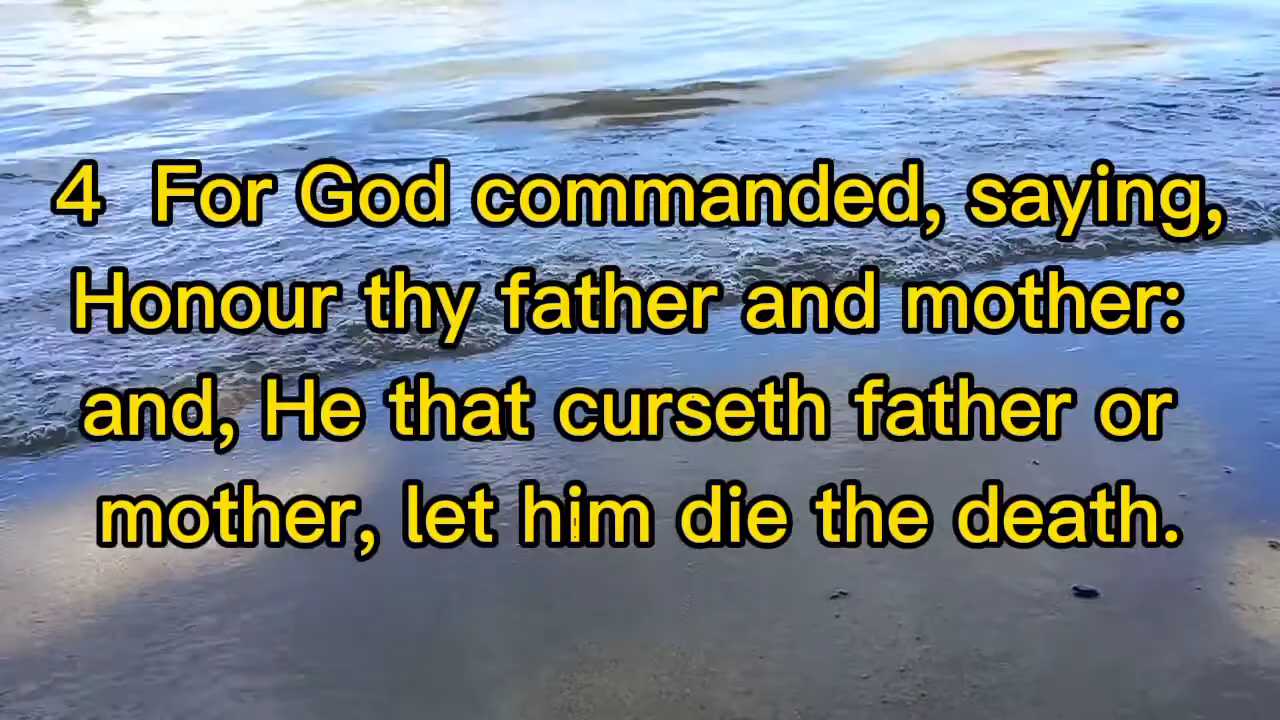 4  For God commanded, saying,
Honour thy father and mother:
and, He that curseth father or
mother, let him die the death.